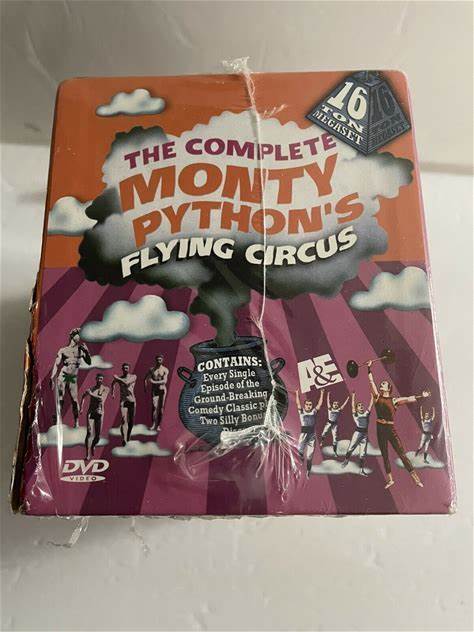 16
TON
MEGASET
THE COMPLETE
MONTY
PYTHON'S
FLYING CIRCUS
CONTAINS:
Every Single
Episode of the
Ground-Breaking
Comedy Classic
Two Silly Bonus
A&E
DVD
VIDEO